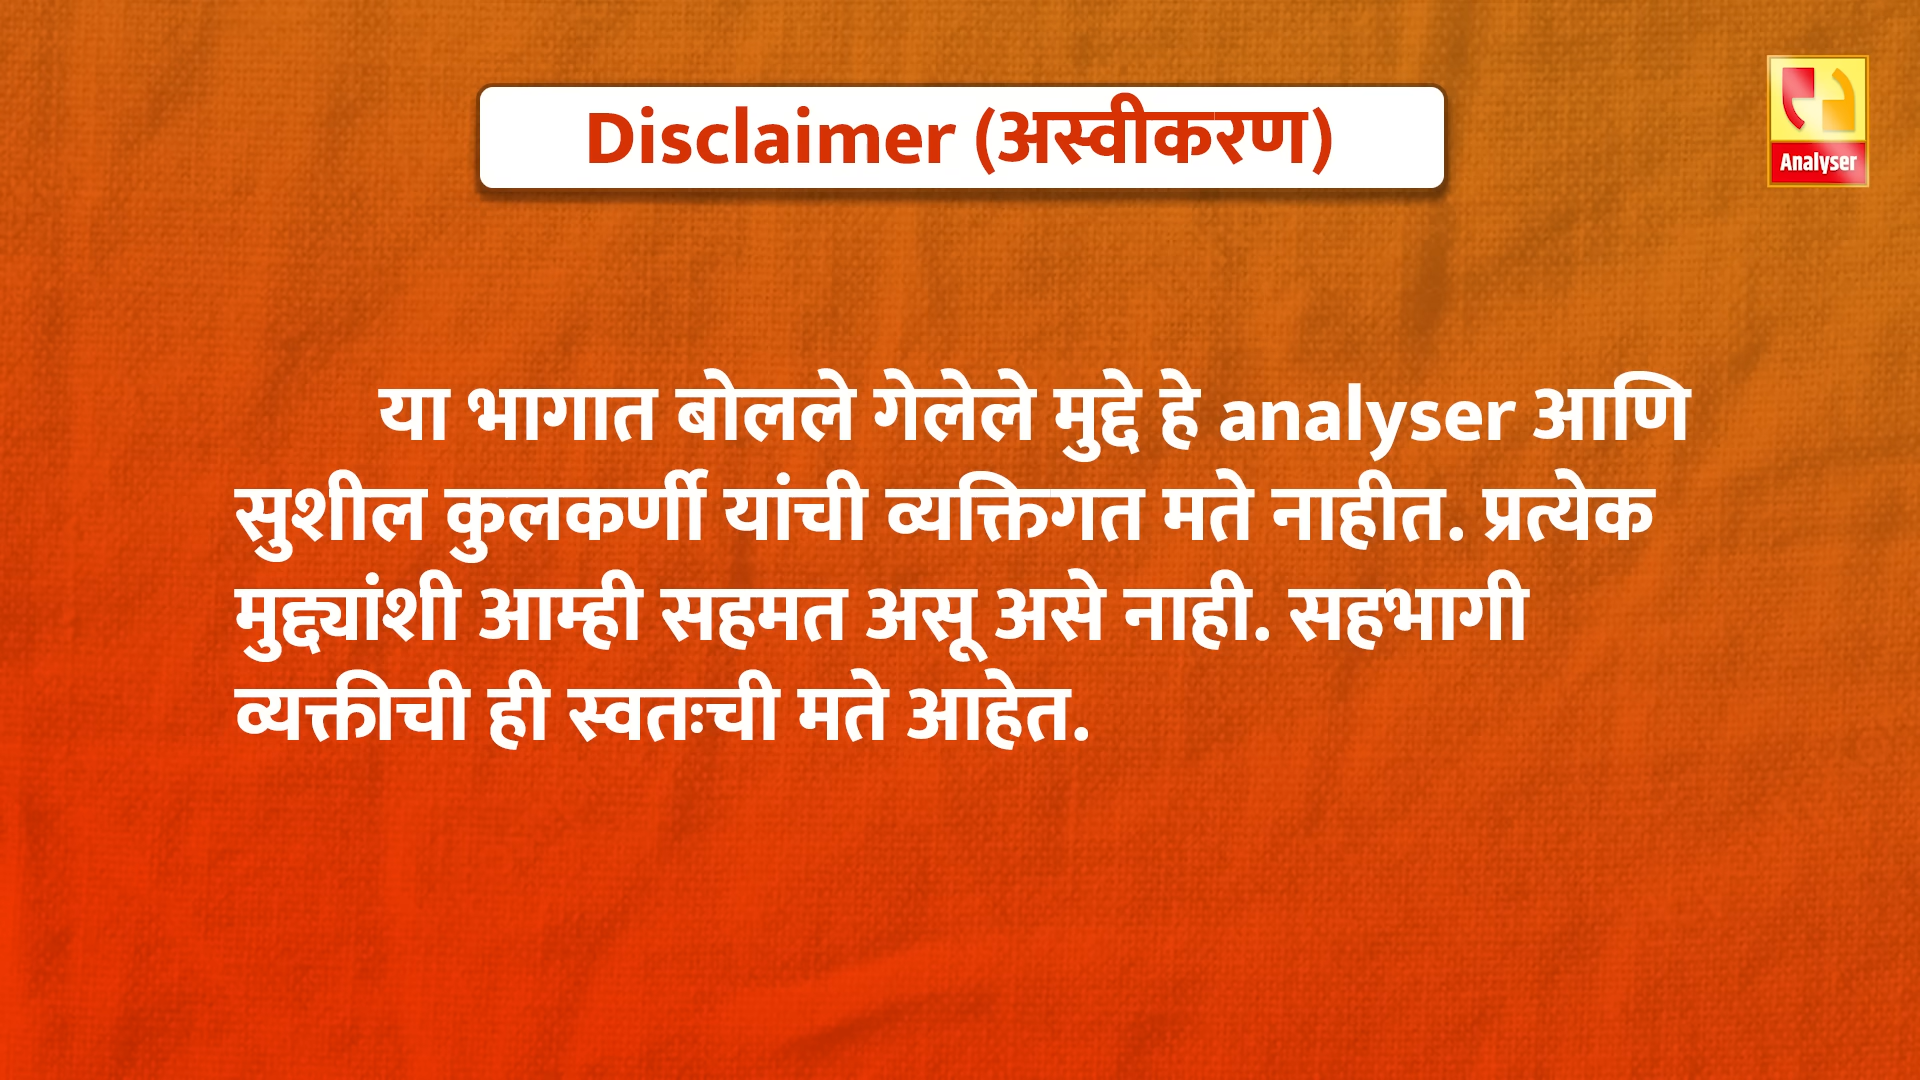 Disclaimer (अस्वीकरण)
Analyser
या भागात बोलले गेलेले मुद्दे हे analyser आणि
सुशील कुलकर्णी यांची व्यक्तिगत मते नाहीत. प्रत्येक
मुद्द्यांशी आम्ही सहमत असू असे नाही. सहभागी
व्यक्तीची ही स्वतःची मते आहेत.